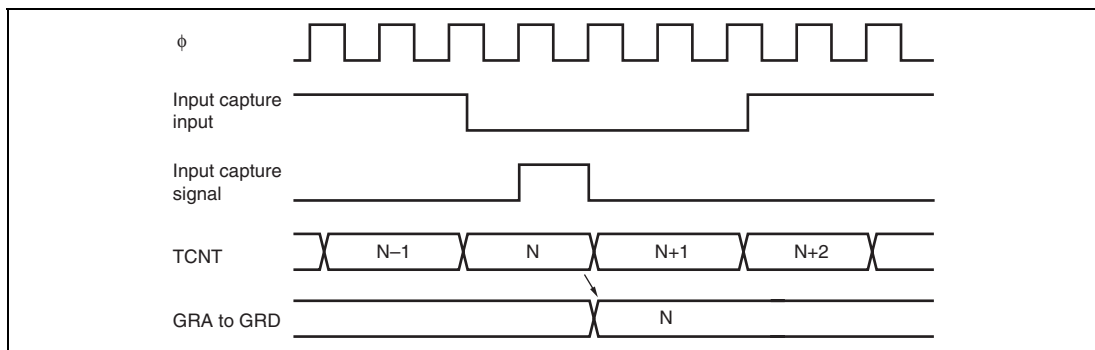 ϕ
Input capture
input
Input capture
signal
TCNT
N–1
N
N+1
N+2
GRA to GRD
N